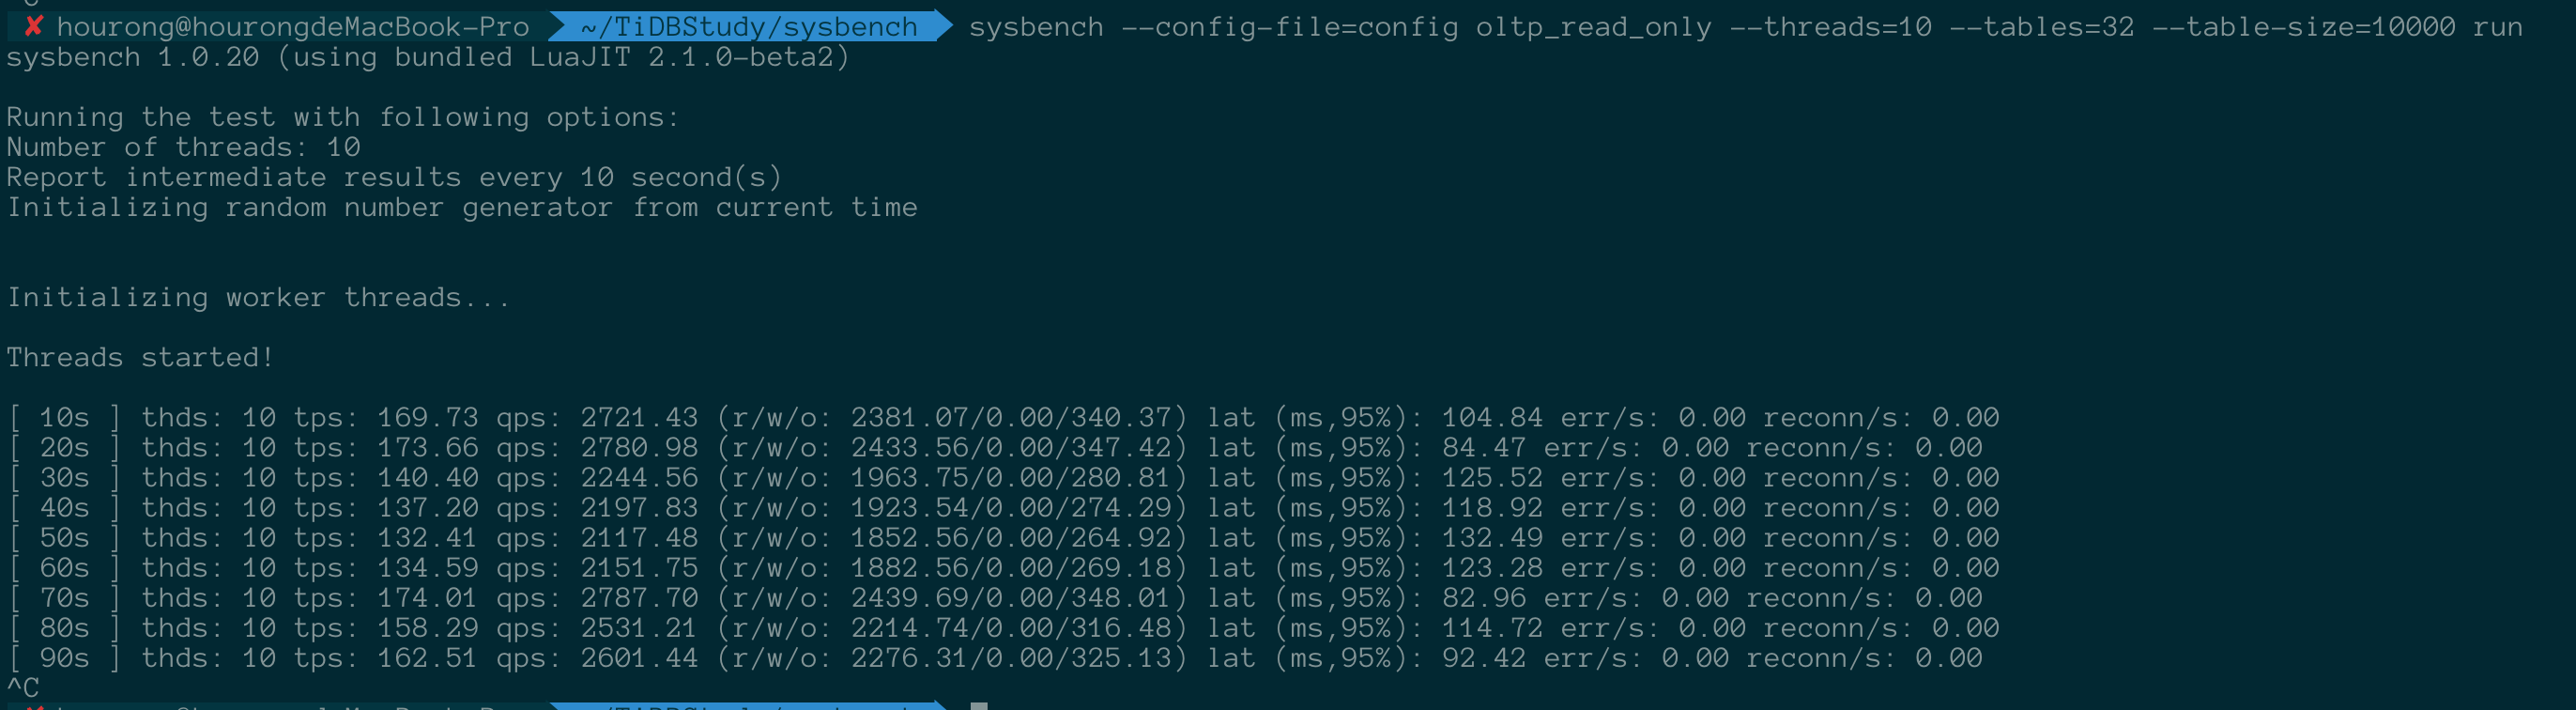 ✘ hourong@hourongdeMacBook-Pro ~/TiDBStudy/sysbench sysbench --config-file=config oltp_read_only --threads=10 --tables=32 --table-size=10000 run
sysbench 1.0.20 (using bundled LuaJIT 2.1.0-beta2)
Running the test with following options:
Number of threads: 10
Report intermediate results every 10 second(s)
Initializing random number generator from current time
Initializing worker threads...
Threads started!
[ 10s ] thds: 10 tps: 169.73 qps: 2721.43 (r/w/o: 2381.07/0.00/340.37) lat (ms,95%): 104.84 err/s: 0.00 reconn/s: 0.00
[ 20s ] thds: 10 tps: 173.66 qps: 2780.98 (r/w/o: 2433.56/0.00/347.42) lat (ms,95%): 84.47 err/s: 0.00 reconn/s: 0.00
[ 30s ] thds: 10 tps: 140.40 qps: 2244.56 (r/w/o: 1963.75/0.00/280.81) lat (ms,95%): 125.52 err/s: 0.00 reconn/s: 0.00
[ 40s ] thds: 10 tps: 137.20 qps: 2197.83 (r/w/o: 1923.54/0.00/274.29) lat (ms,95%): 118.92 err/s: 0.00 reconn/s: 0.00
[ 50s ] thds: 10 tps: 132.41 qps: 2117.48 (r/w/o: 1852.56/0.00/264.92) lat (ms,95%): 132.49 err/s: 0.00 reconn/s: 0.00
[ 60s ] thds: 10 tps: 134.59 qps: 2151.75 (r/w/o: 1882.56/0.00/269.18) lat (ms,95%): 123.28 err/s: 0.00 reconn/s: 0.00
[ 70s ] thds: 10 tps: 174.01 qps: 2787.70 (r/w/o: 2439.69/0.00/348.01) lat (ms,95%): 82.96 err/s: 0.00 reconn/s: 0.00
[ 80s ] thds: 10 tps: 158.29 qps: 2531.21 (r/w/o: 2214.74/0.00/316.48) lat (ms,95%): 114.72 err/s: 0.00 reconn/s: 0.00
[ 90s ] thds: 10 tps: 162.51 qps: 2601.44 (r/w/o: 2276.31/0.00/325.13) lat (ms,95%): 92.42 err/s: 0.00 reconn/s: 0.00
^C